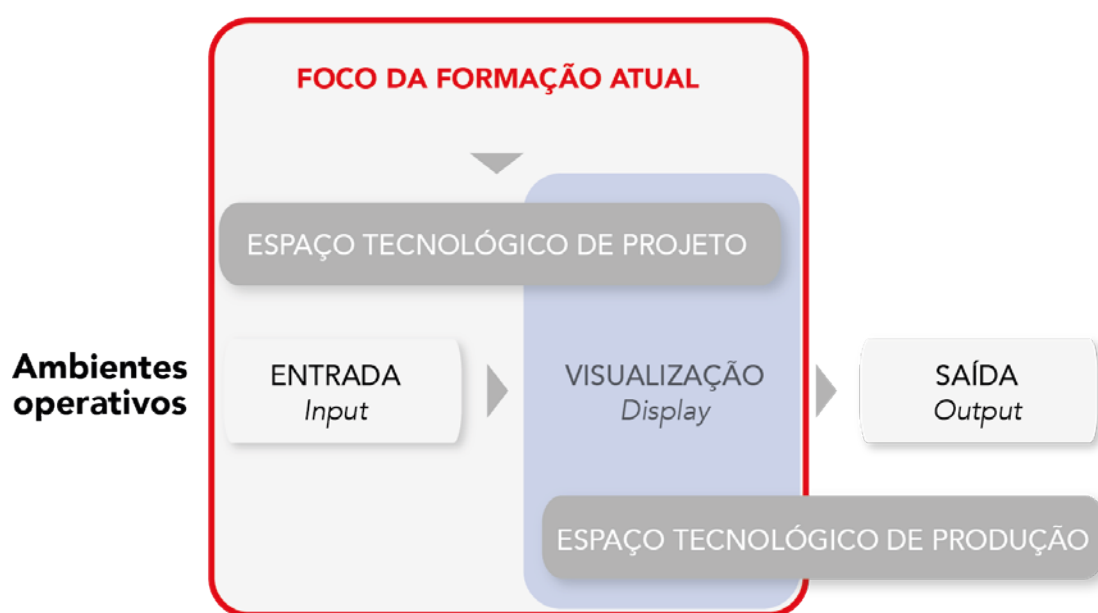 FOCO DA FORMAÇÃO ATUAL
ESPAÇO TECNOLÓGICO DE PROJETO
Ambientes
operativos
ENTRADA
Input
VISUALIZAÇÃO
Display
SAÍDA
Output
ESPAÇO TECNOLÓGICO DE PRODUÇÃO